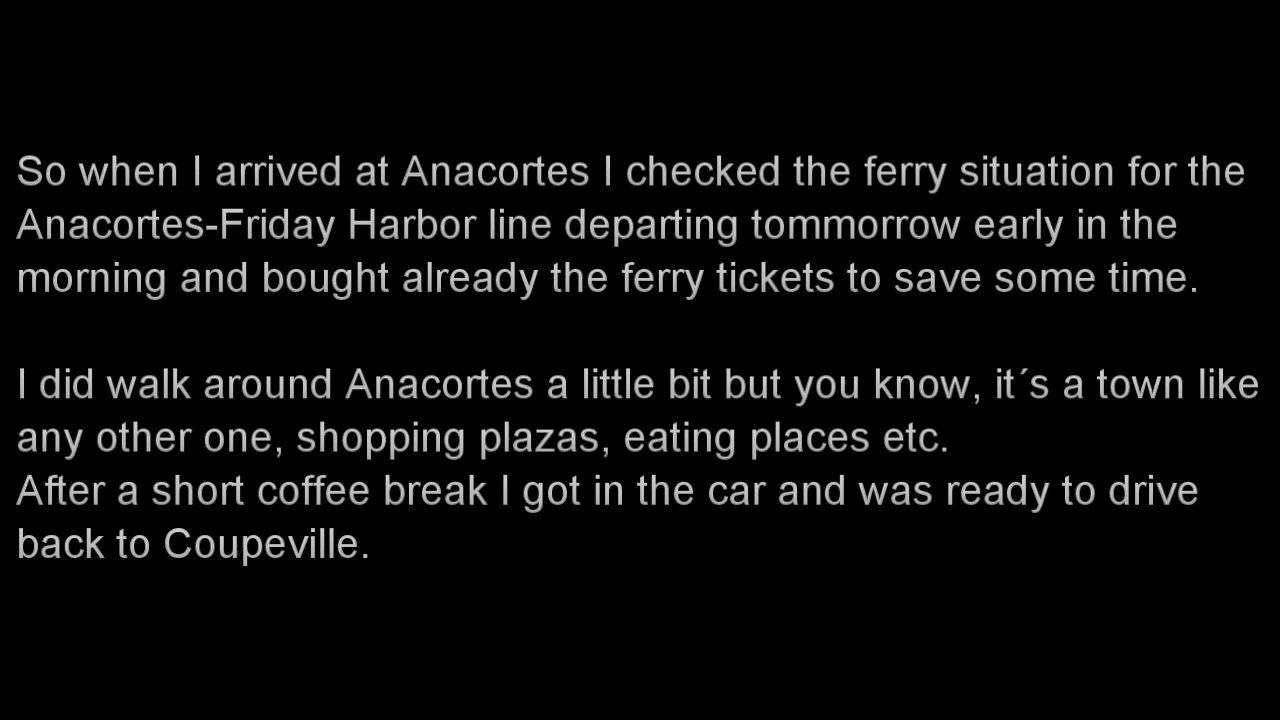 So when I arrived at Anacortes I checked the ferry situation for the
Anacortes-Friday Harbor line departing tommorrow early in the
morning and bought already the ferry tickets to save some time.
I did walk around Anacortes a little bit but you know, it´s a town like
any other one, shopping plazas, eating places etc.
After a short coffee break I got in the car and was ready to drive
back to Coupeville.